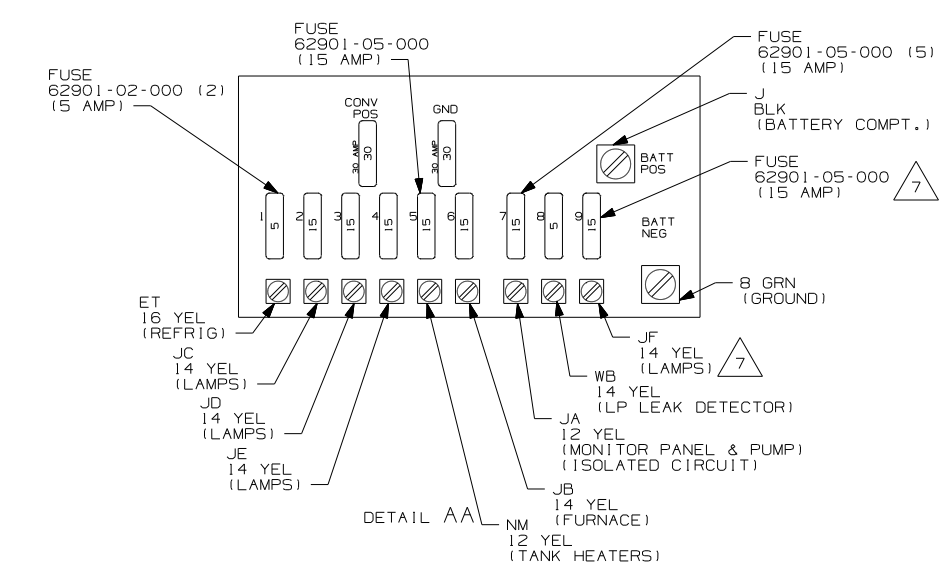 FUSE
62901-05-000
(15 AMP)
FUSE
62901-05-000 (5)
(15 AMP)
FUSE
62901-02-000 (2)
(5 AMP)
J
BLK
(BATTERY COMPT.)
CONV
POS
GND
30 AMP
30
30 AMP
30
BATT
POS
FUSE
62901-05-000
(15 AMP)
7
1
5
2
15
3
15
4
15
5
15
6
15
7
15
8
5
9
15
BATT
NEG
8 GRN
(GROUND)
ET
16 YEL
(REFRIG)
JC
14 YEL
(LAMPS)
JD
14 YEL
(LAMPS)
JE
14 YEL
(LAMPS)
JF
14 YEL
(LAMPS)
7
WB
14 YEL
(LP LEAK DETECTOR)
JA
12 YEL
(MONITOR PANEL & PUMP)
(ISOLATED CIRCUIT)
JB
14 YEL
(FURNACE)
NM
12 YEL
(TANK HEATERS)
DETAIL AA